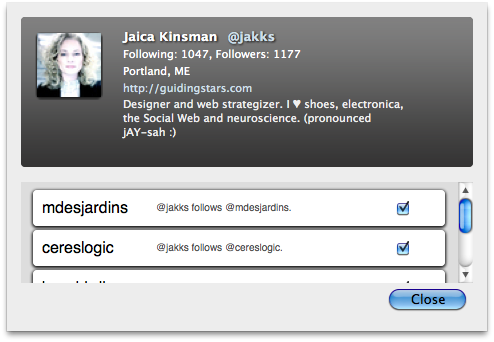 Jaica Kinsman @jakks
Following: 1047, Followers: 1177
Portland, ME
http://guidingstars.com
Designer and web strategizer. I ♥ shoes, electronica,
the Social Web and neuroscience. (pronounced
jAY-sah :)
mdesjardins @jakks follows @mdesjardins.
cereslogic @jakks follows @cereslogic.
Close